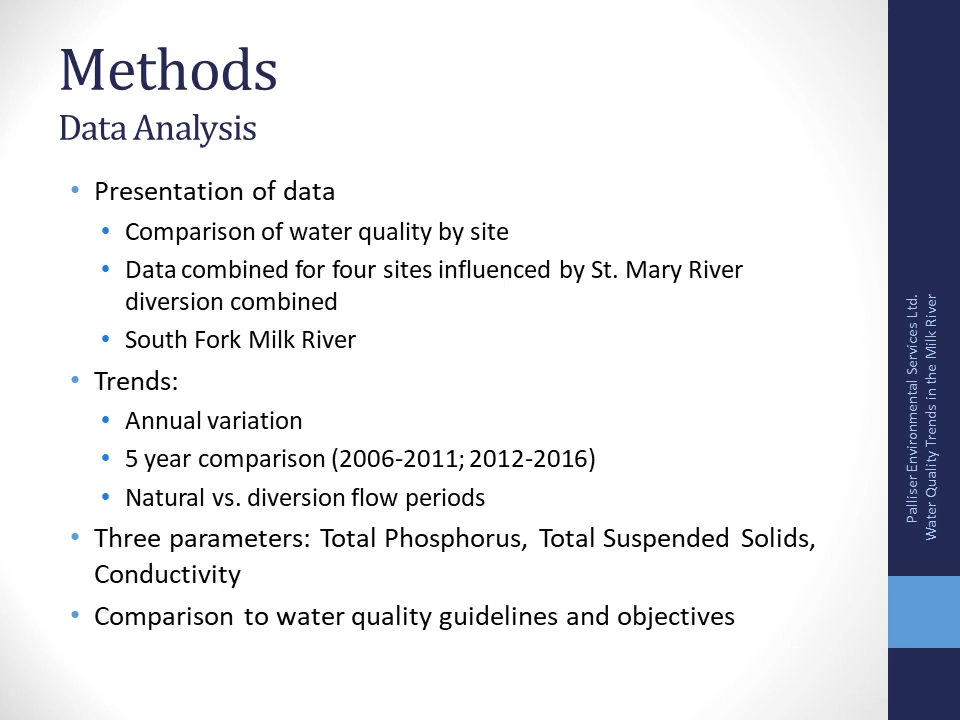 Methods
Data Analysis
• Presentation of data
• Comparison of water quality by site
• Data combined for four sites influenced by St. Mary River
diversion combined
• South Fork Milk River
• Trends:
• Annual variation
• 5 year comparison (2006-2011; 2012-2016)
• Natural vs. diversion flow periods
• Three parameters: Total Phosphorus, Total Suspended Solids,
Conductivity
• Comparison to water quality guidelines and objectives
Palliser Environmental Services Ltd.
Water Quality Trends in the Milk River